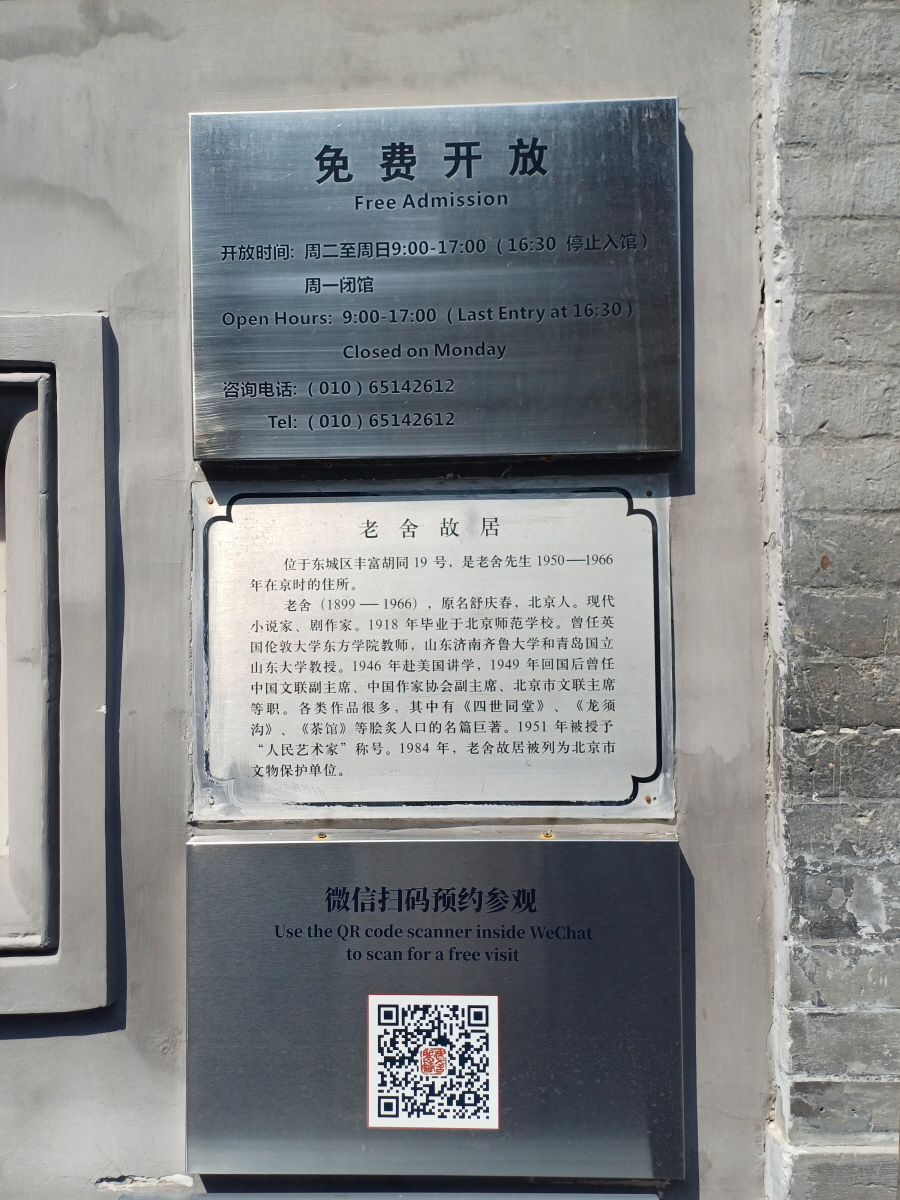 免费开放
Free Admission
开放时间: 周二至周日9:00-17:00 (16:30 停止入馆)
周一闭馆
Open Hours: 9:00-17:00 (Last Entry at 16:30)
Closed on Monday
咨询电话: (010) 65142612
Tel: (010) 65142612
老舍故居
位于东城区丰富胡同 19 号，是老舍先生 1950—1966
年在京时的住所。
老舍（1899 — 1966），原名舒庆春，北京人。现代
小说家、剧作家。1918 年毕业于北京师范学校。曾任英
国伦敦大学东方学院教师，山东济南齐鲁大学和青岛国立
山东大学教授。1946 年赴美国讲学，1949 年回国后曾任
中国文联副主席、中国作家协会副主席、北京市文联主席
等职。各类作品很多，其中有《四世同堂》、《龙须
沟》、《茶馆》等脍炙人口的名篇巨著。1951 年被授予
“人民艺术家”称号。1984 年，老舍故居被列为北京市
文物保护单位。
微信扫码预约参观
Use the QR code scanner inside WeChat
to scan for a free visit